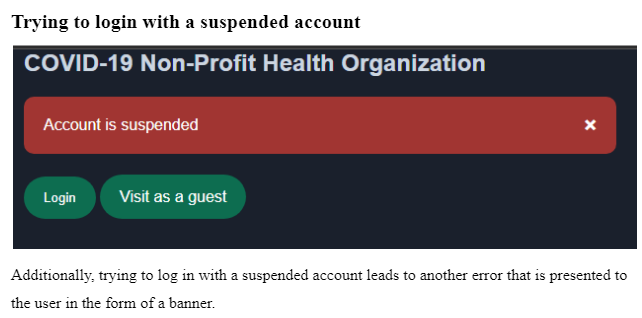 Trying to login with a suspended account
COVID-19 Non-Profit Health Organization
Account is suspended ×
Login Visit as a guest
Additionally, trying to log in with a suspended account leads to another error that is presented to
the user in the form of a banner.